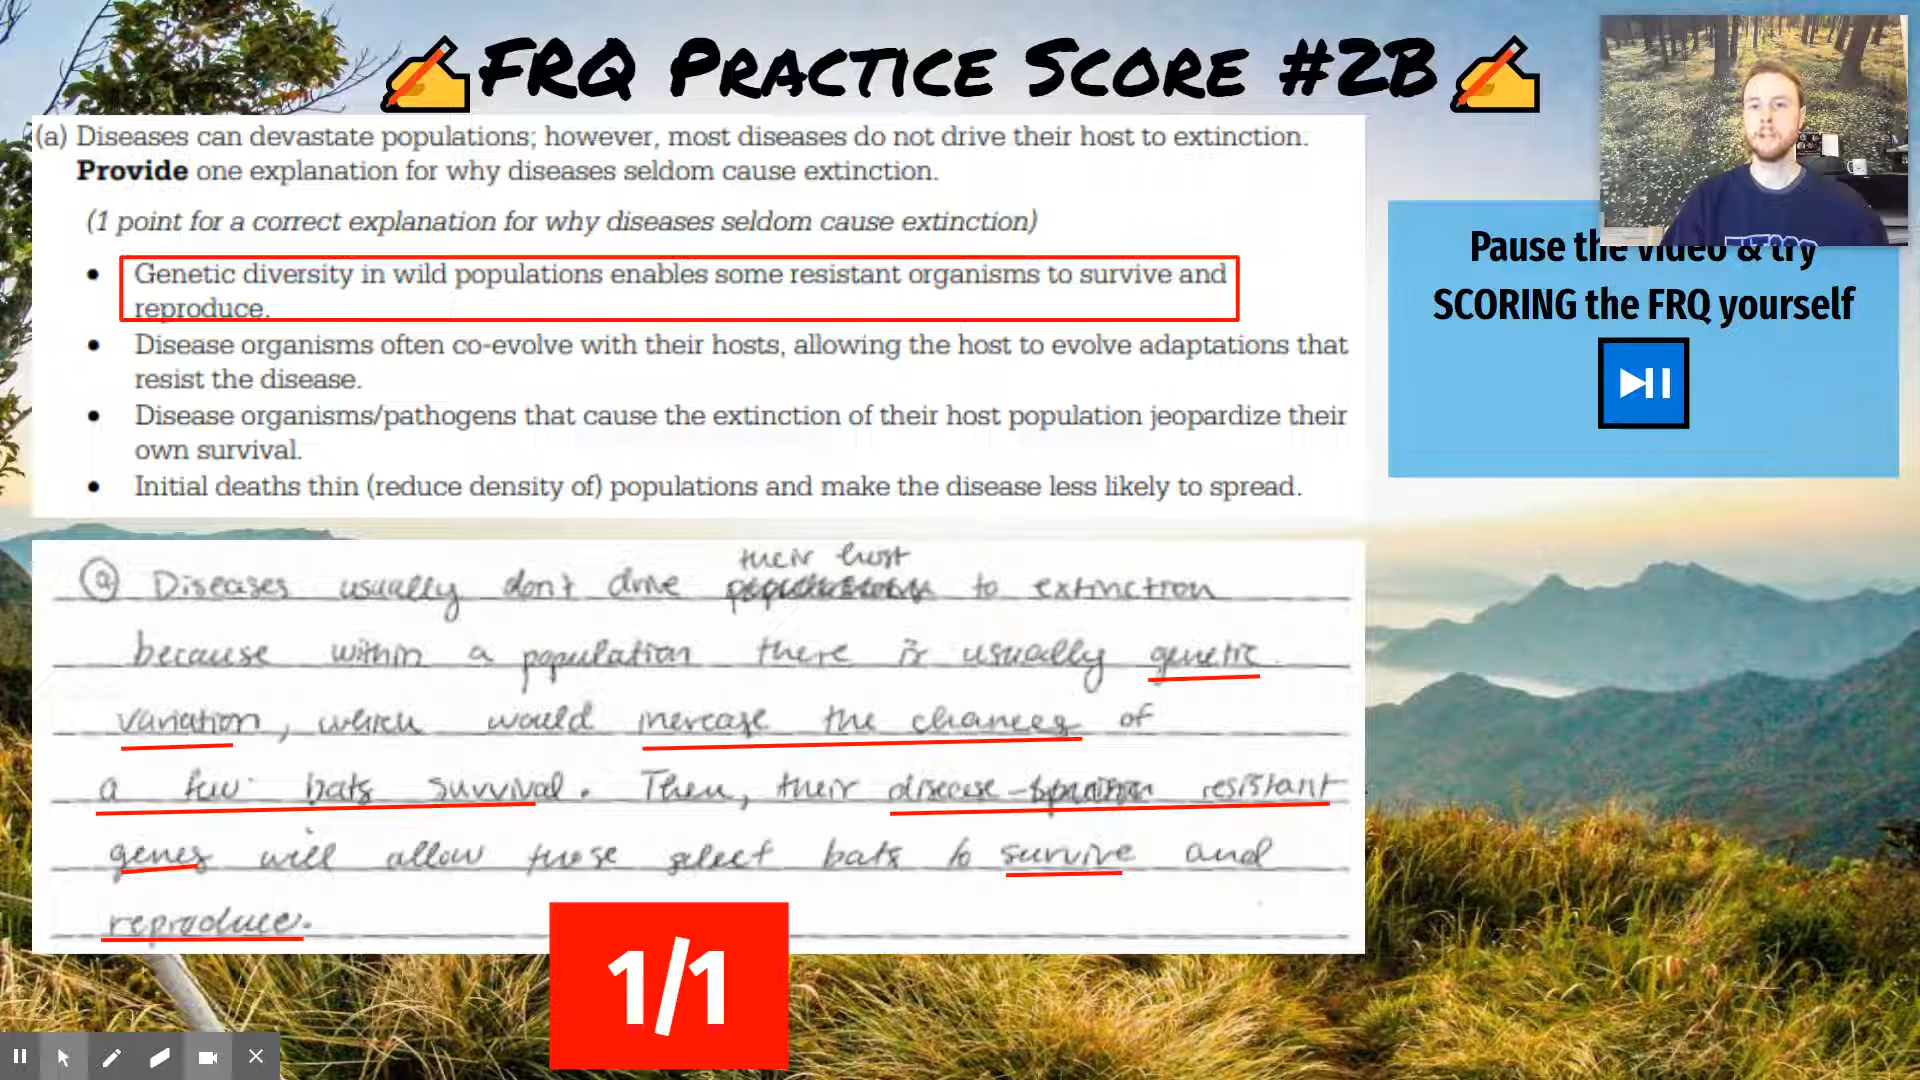 FRQ PRACTICE SCORE #2B
(a) Diseases can devastate populations; however, most diseases do not drive their host to extinction.
Provide one explanation for why diseases seldom cause extinction.
(1 point for a correct explanation for why diseases seldom cause extinction)
• Genetic diversity in wild populations enables some resistant organisms to survive and
reproduce.
• Disease organisms often co-evolve with their hosts, allowing the host to evolve adaptations that
resist the disease.
• Disease organisms/pathogens that cause the extinction of their host population jeopardize their
own survival.
• Initial deaths thin (reduce density of) populations and make the disease less likely to spread.
Pause the video & try
SCORING the FRQ yourself
their host
(a) Diseases usually don't drive to extinction
because within a population there is usually genetic
variation, which would increase the chances of
a few bats survival. Then, their disease- resistant
genes will allow those select bats to survive and
reproduce.
1/1